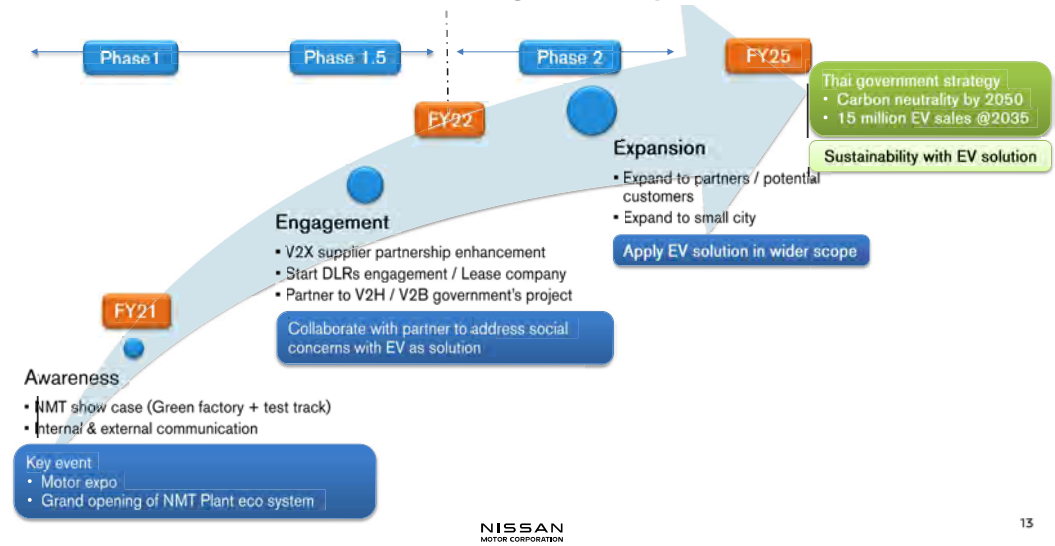 Phase1
Phase 1.5
Phase 2
FY25
Thai government strategy
• Carbon neutrality by 2050
• 15 million EV sales @2035
Sustainability with EV solution
FY22
Expansion
▪ Expand to partners / potential
customers
▪ Expand to small city
Apply EV solution in wider scope
Engagement
▪ V2X supplier partnership enhancement
▪ Start DLRs engagement / Lease company
▪ Partner to V2H / V2B government's project
Collaborate with partner to address social
concerns with EV as solution
FY21
Awareness
▪ NMT show case (Green factory + test track)
▪ Internal & external communication
Key event
• Motor expo
• Grand opening of NMT Plant eco system
NISSAN
MOTOR CORPORATION
13